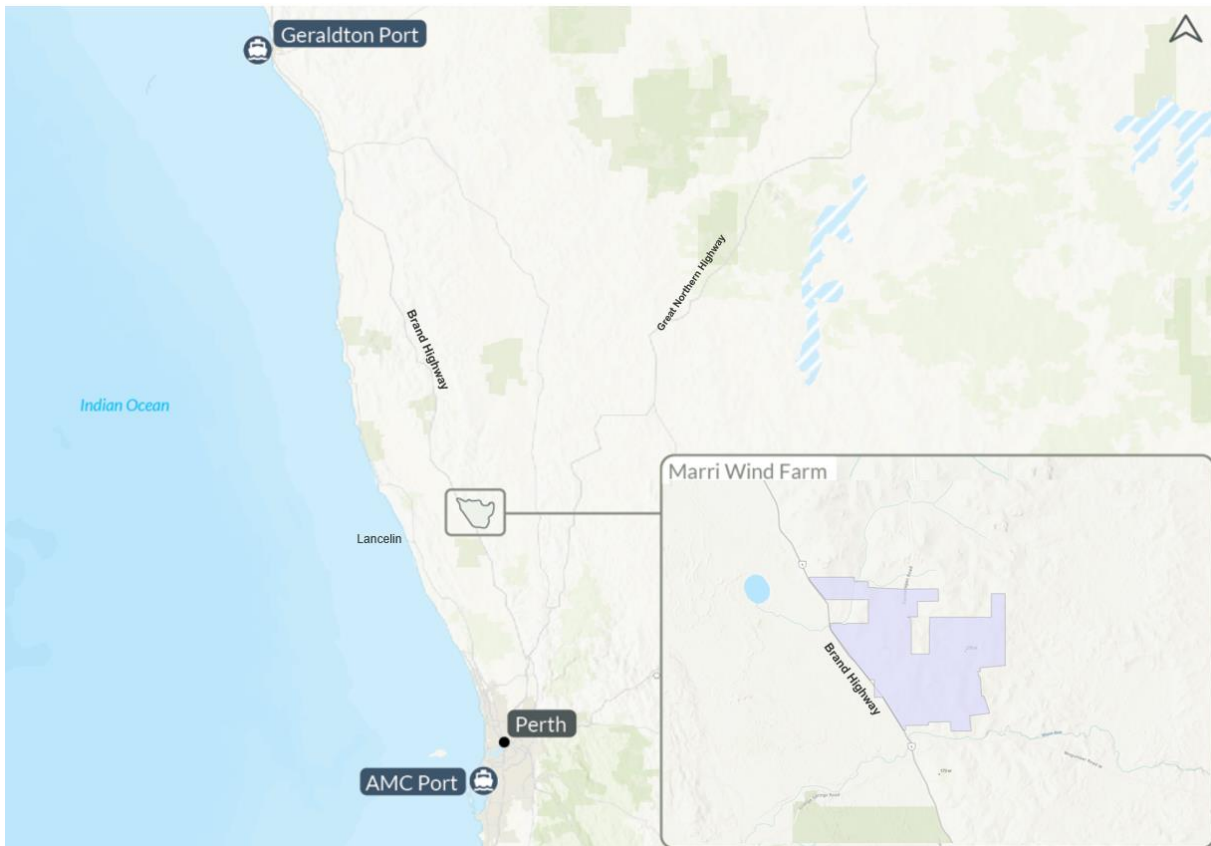 Geraldton Port
Great Northern Highway
Brand Highway
Indian Ocean
Marri Wind Farm
Lancelin
Brand Highway
Perth
AMC Port